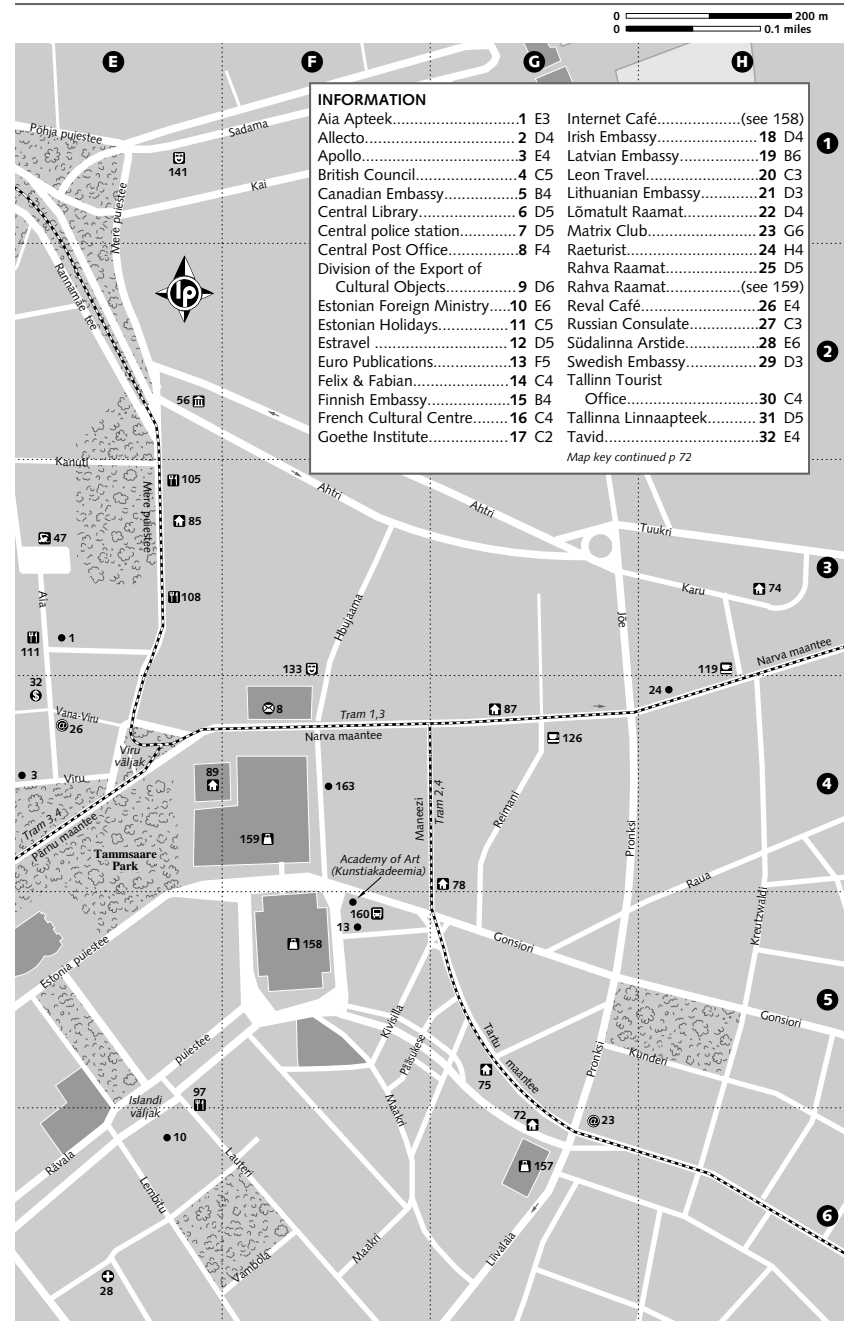 0 200 m
0 0.1 miles
E F G H
INFORMATION
Aia Apteek 1 E3
Allecto 2 D4
Apollo 3 E4
British Council 4 C5
Canadian Embassy 5 B4
Central Library 6 D5
Central police station 7 D5
Central Post Office 8 F4
Division of the Export of
Cultural Objects 9 D6
Estonian Foreign Ministry 10 E6
Estonian Holidays 11 C5
Estravel 12 D5
Euro Publications 13 F5
Felix & Fabian 14 C4
Finnish Embassy 15 B4
French Cultural Centre 16 C4
Goethe Institute 17 C2
Internet Café (see 158)
Irish Embassy 18 D4
Latvian Embassy 19 B6
Leon Travel 20 C3
Lithuanian Embassy 21 D3
Lõmatult Raamat 22 D4
Matrix Club 23 G6
Raeturist 24 H4
Rahva Raamat 25 D5
Rahva Raamat (see 159)
Reval Café 26 E4
Russian Consulate 27 C3
Südalinna Arstide 28 E6
Swedish Embassy 29 D3
Tallinn Tourist
Office 30 C4
Tallinna Linnaapteek 31 D5
Tavid 32 E4
Map key continued p 72
1
Põhja puiestee
Sadama
141
Kai
Mere puiestee
Rannamäe tee
lp
2
56
Kanuti
105
Mere puiestee
85
47
Ahtri
Ahtri
Tuukri
3
Karu
74
Aia
108
Hbujaama
Jõe
1
111
133
119
Narva maantee
32
24
8
Tram 1,3
87
Vana-Viru
26
Narva maantee
126
Viru
väljak
3
Viru
89
163
4
Tram 3,4
Pärnu maantee
Maneezi
Tram 2,4
Reimani
Pronksi
159
Tammsaare
Park
Academy of Art
(Kunstiakadeemia)
78
Raua
Kreutzwaldi
160
13
158
Gonsiori
Estonia puiestee
5
Gonsiori
Kivisilla
Pääsukese
Tartu
maantee
puiestee
Kunderi
Pronksi
75
97
Islandi
väljak
Maakri
72
23
10
Rävala
Lauteri
157
Lembitu
6
Maakri
Liivalaia
Vambola
28